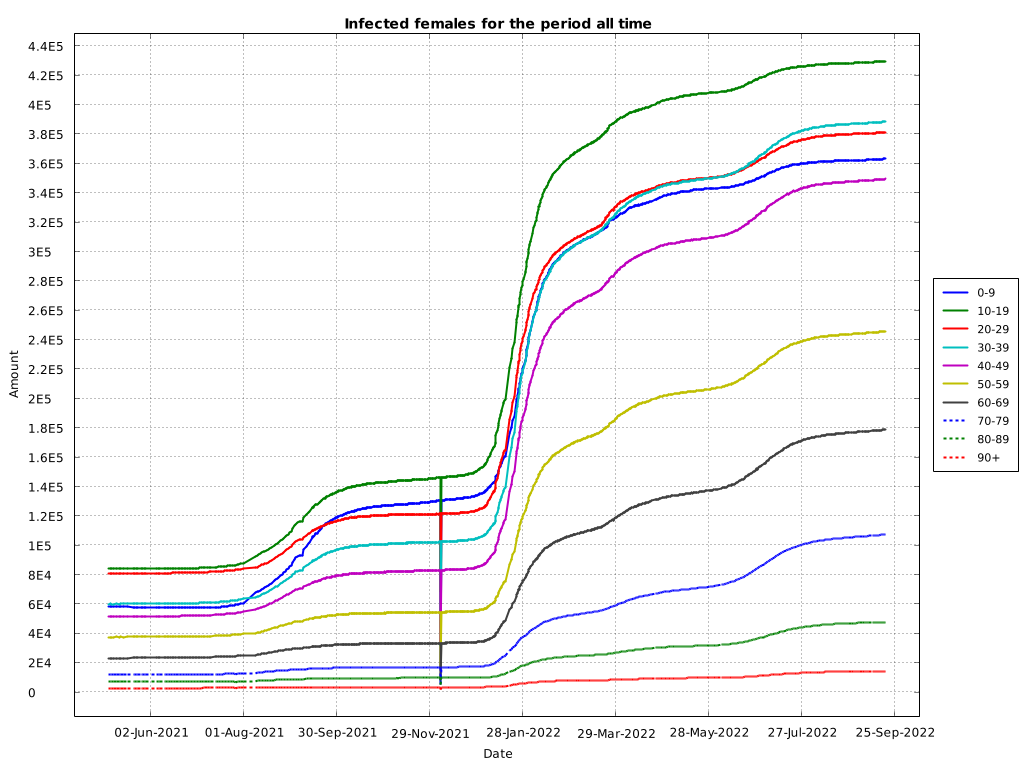 Infected females for the period all time
Amount
4.4E5
4.2E5
4E5
3.8E5
3.6E5
3.4E5
3.2E5
3E5
2.8E5
2.6E5
2.4E5
2.2E5
2E5
1.8E5
1.6E5
1.4E5
1.2E5
1E5
8E4
6E4
4E4
2E4
0
02-Jun-2021
01-Aug-2021
30-Sep-2021
29-Nov-2021
28-Jan-2022
29-Mar-2022
28-May-2022
27-Jul-2022
25-Sep-2022
Date
0-9
10-19
20-29
30-39
40-49
50-59
60-69
70-79
80-89
90+